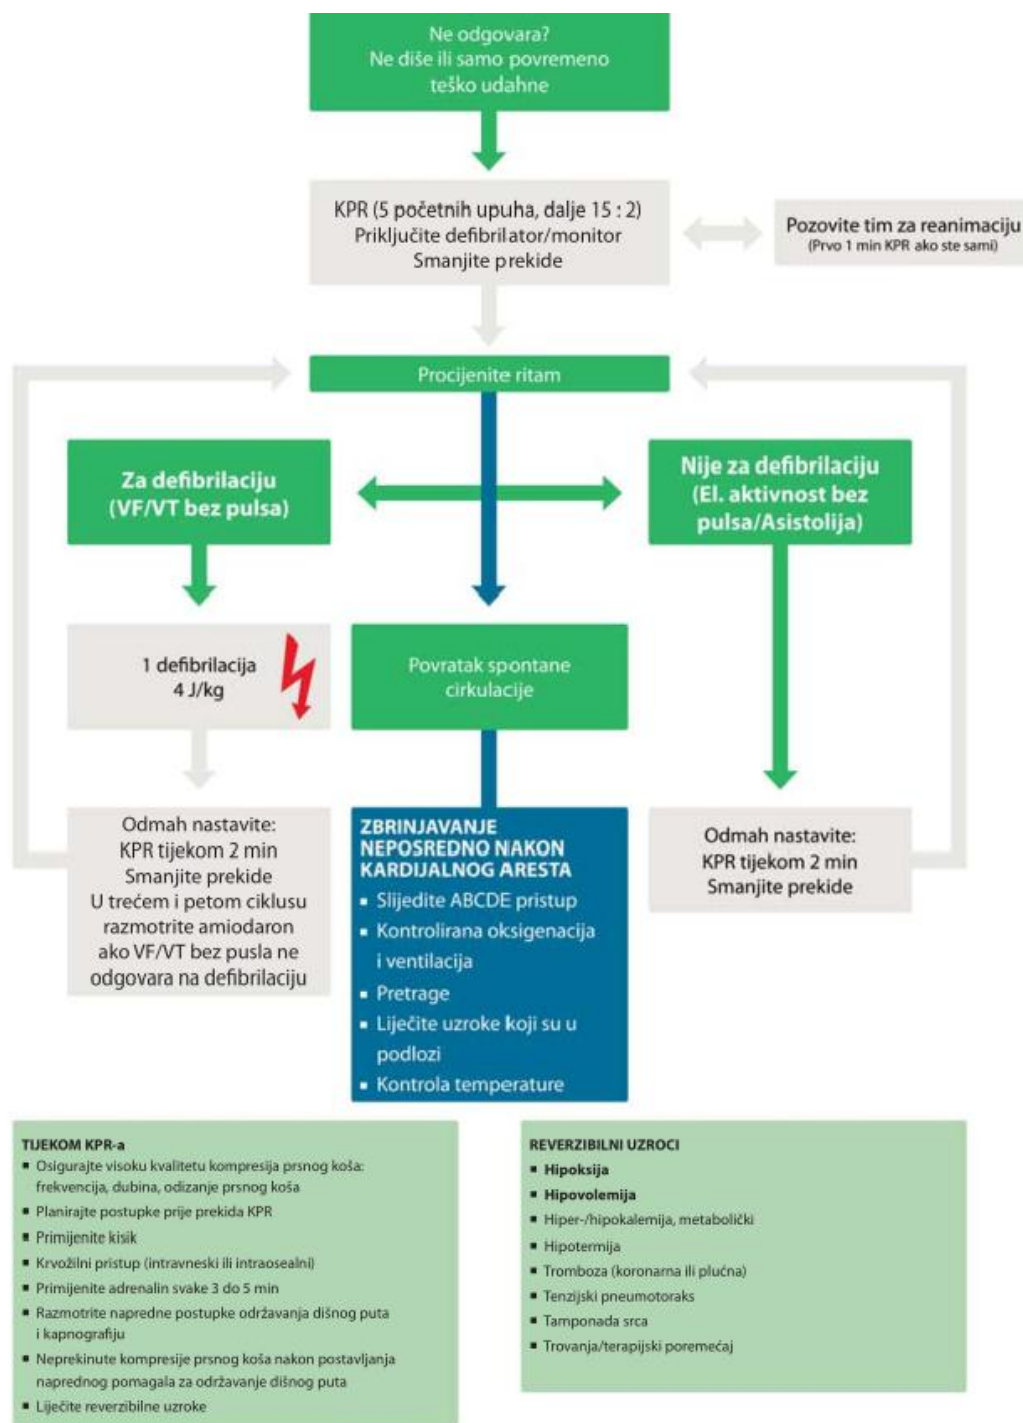 Ne odgovara?
Ne diše ili samo povremeno
teško udahne
KPR (5 početnih upuha, dalje 15 : 2)
Priključite defibrilator/monitor
Smanjite prekide
Pozovite tim za reanimaciju
(Prvo 1 min KPR ako ste sami)
Procijenite ritam
Za defibrilaciju
(VF/VT bez pulsa)
Nije za defibrilaciju
(El. aktivnost bez
pulsa/Asistolija)
1 defibrilacija
4 J/kg
Povratak spontane
cirkulacije
Odmah nastavite:
KPR tijekom 2 min
Smanjite prekide
U trećem i petom ciklusu
razmotrite amiodaron
ako VF/VT bez pusla ne
odgovara na defibrilaciju
ZBRINJAVANJE
NEPOSREDNO NAKON
KARDIJALNOG ARESTA
▪ Slijedite ABCDE pristup
▪ Kontrolirana oksigenacija
i ventilacija
▪ Pretrage
▪ Liječite uzroke koji su u
podlozi
▪ Kontrola temperature
Odmah nastavite:
KPR tijekom 2 min
Smanjite prekide
TIJEKOM KPR-a
▪ Osigurajte visoku kvalitetu kompresija prsnog koša:
frekvencija, dubina, odizanje prsnog koša
▪ Planirajte postupke prije prekida KPR
▪ Primijenite kisik
▪ Krvožilni pristup (intravneski ili intraosealni)
▪ Primijenite adrenalin svake 3 do 5 min
▪ Razmotrite napredne postupke održavanja dišnog puta
i kapnografiju
▪ Neprekinute kompresije prsnog koša nakon postavljanja
naprednog pomagala za održavanje dišnog puta
▪ Liječite reverzibilne uzroke
REVERZIBILNI UZROCI
▪ Hipoksija
▪ Hipovolemija
▪ Hiper-/hipokalemija, metabolički
▪ Hipotermija
▪ Tromboza (koronarna ili plućna)
▪ Tenzijski pneumotoraks
▪ Tamponada srca
▪ Trovanja/terapijski poremećaj